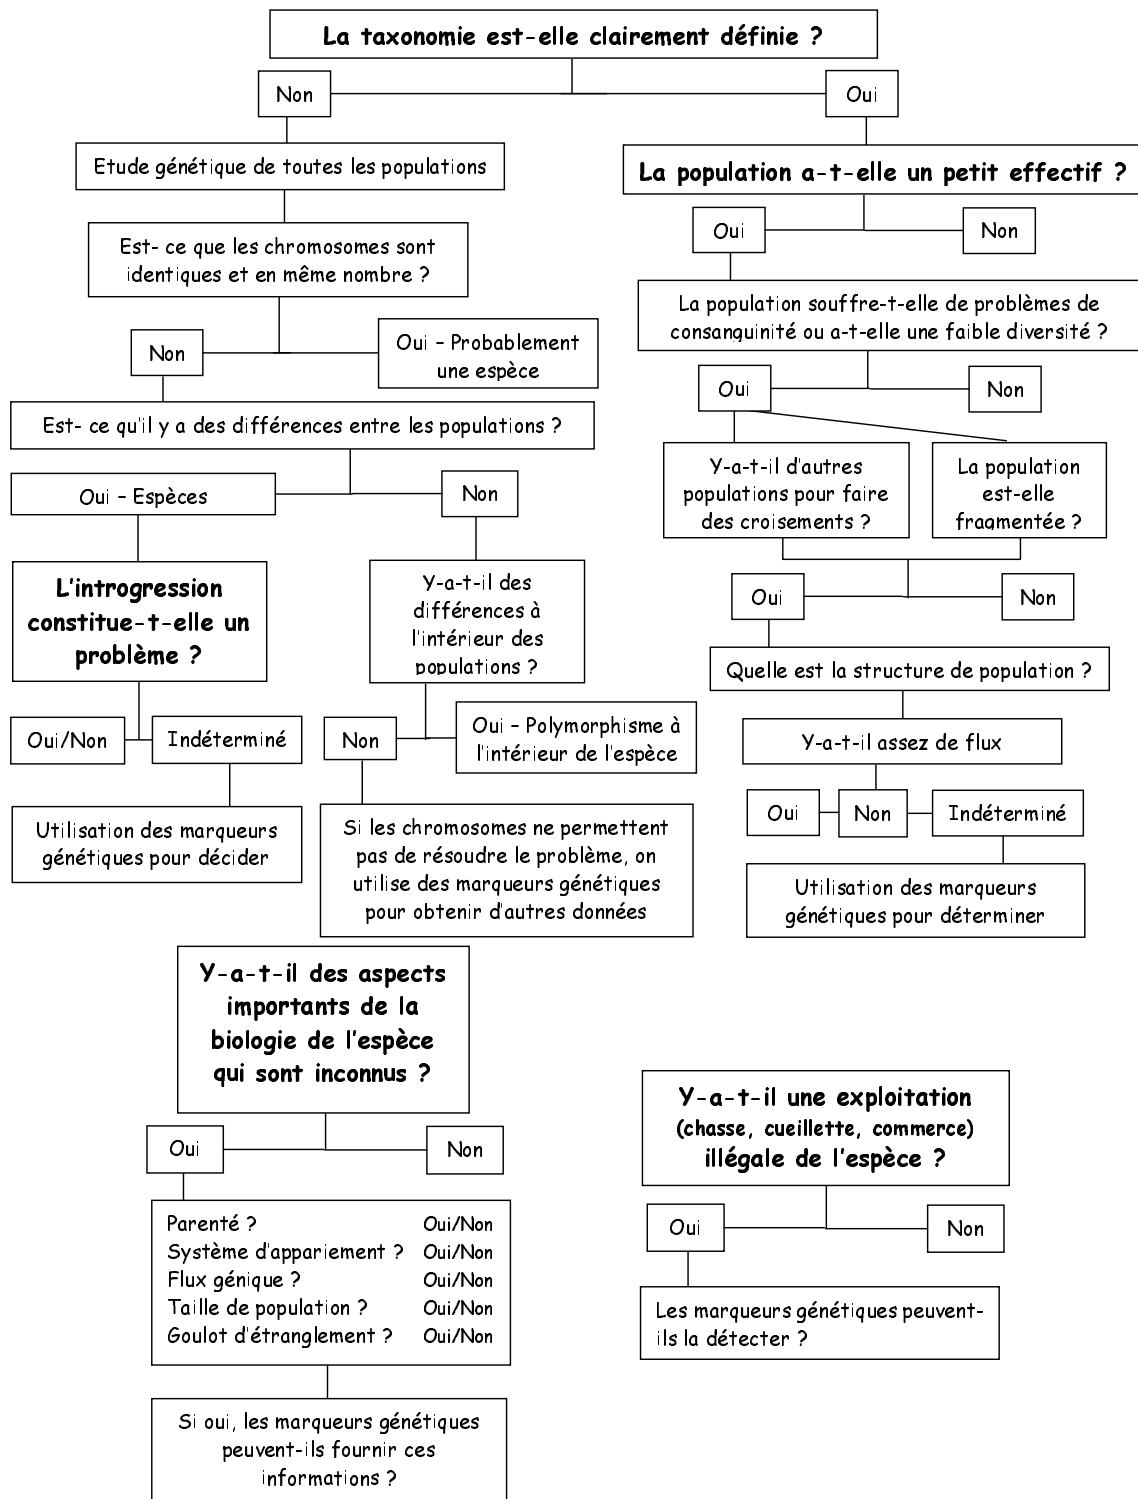 La taxonomie est-elle clairement définie ?
Non
Oui
Etude génétique de toutes les populations
La population a-t-elle un petit effectif ?
Oui
Non
Est- ce que les chromosomes sont
identiques et en même nombre ?
La population souffre-t-elle de problèmes de
consanguinité ou a-t-elle une faible diversité ?
Non
Oui – Probablement
une espèce
Oui
Non
Est- ce qu'il y a des différences entre les populations ?
Y-a-t-il d'autres
populations pour faire
des croisements ?
La population
est-elle
fragmentée ?
Oui – Espèces
Non
L'introgression
constitue-t-elle un
problème ?
Y-a-t-il des
différences à
l'intérieur des
populations ?
Oui
Non
Quelle est la structure de population ?
Oui/Non
Indéterminé
Non
Oui – Polymorphisme à
l'intérieur de l'espèce
Y-a-t-il assez de flux
Oui
Non
Indéterminé
Utilisation des marqueurs
génétiques pour décider
Si les chromosomes ne permettent
pas de résoudre le problème, on
utilise des marqueurs génétiques
pour obtenir d'autres données
Utilisation des marqueurs
génétiques pour déterminer
Y-a-t-il des aspects
importants de la
biologie de l'espèce
qui sont inconnus ?
Oui
Non
Parenté ? Oui/Non
Système d'appariement ? Oui/Non
Flux génique ? Oui/Non
Taille de population ? Oui/Non
Goulot d'étranglement ? Oui/Non
Si oui, les marqueurs génétiques
peuvent-ils fournir ces
informations ?
Y-a-t-il une exploitation
(chasse, cueillette, commerce)
illégale de l'espèce ?
Oui
Non
Les marqueurs génétiques peuvent-
ils la détecter ?